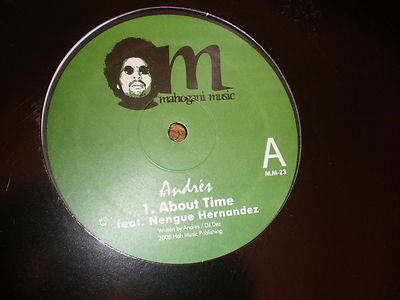 m
mahogani music
A
M.M-23
Andrés
1. About Time
feat. Nengue Hernandez
Written by Andres / DJ Dez
2008 Mah Music Publishing